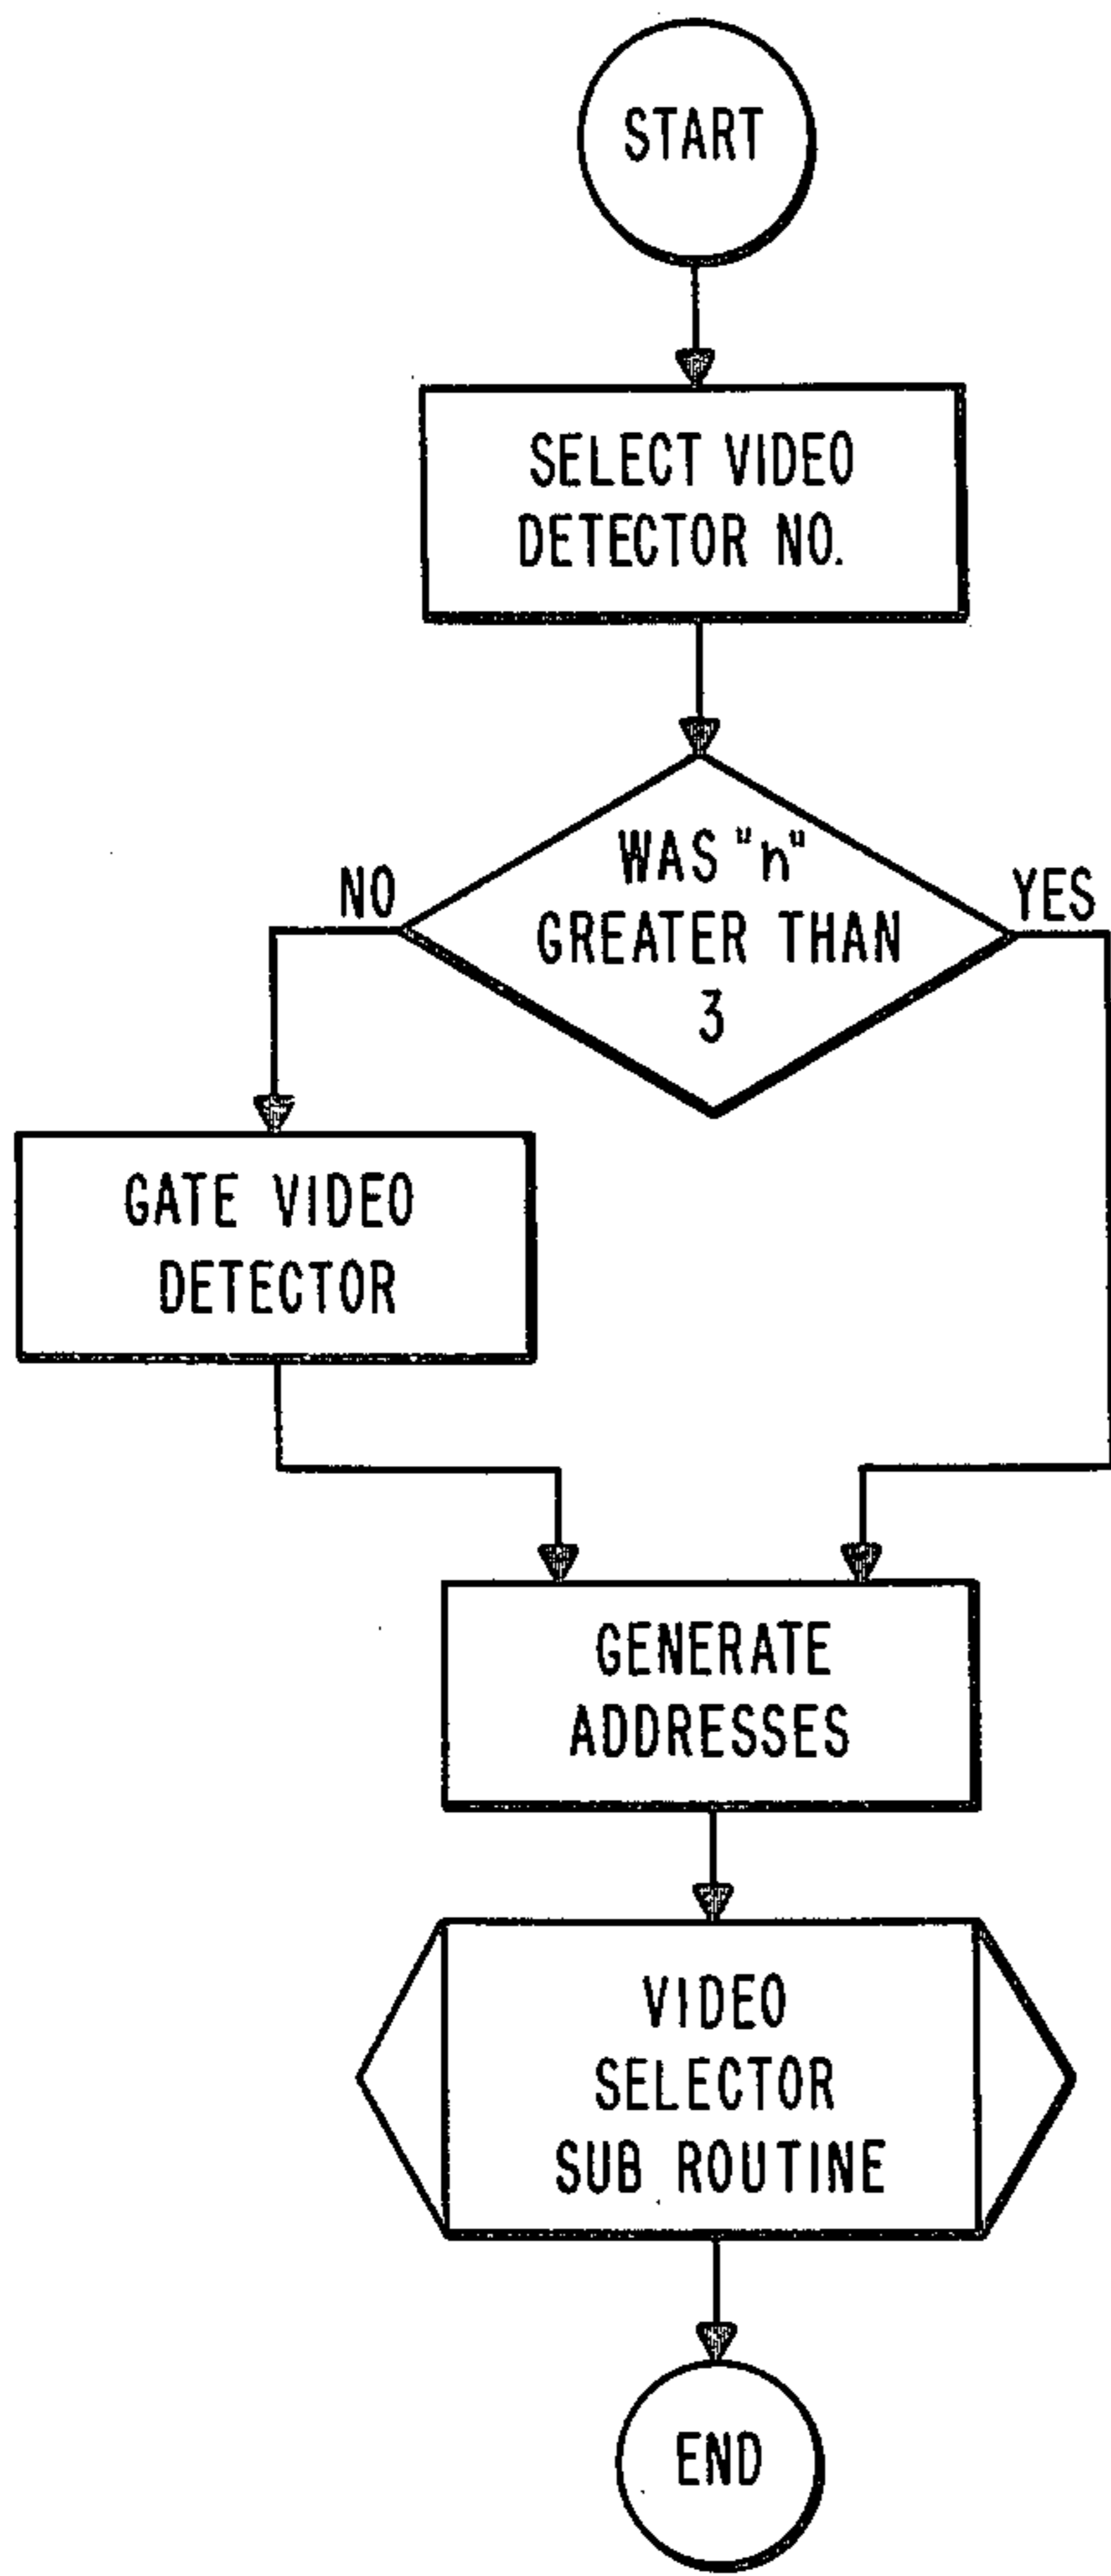 START
SELECT VIDEO
DETECTOR NO.
WAS "n"
GREATER THAN
3
NO
YES
GATE VIDEO
DETECTOR
GENERATE
ADDRESSES
VIDEO
SELECTOR
SUB ROUTINE
END